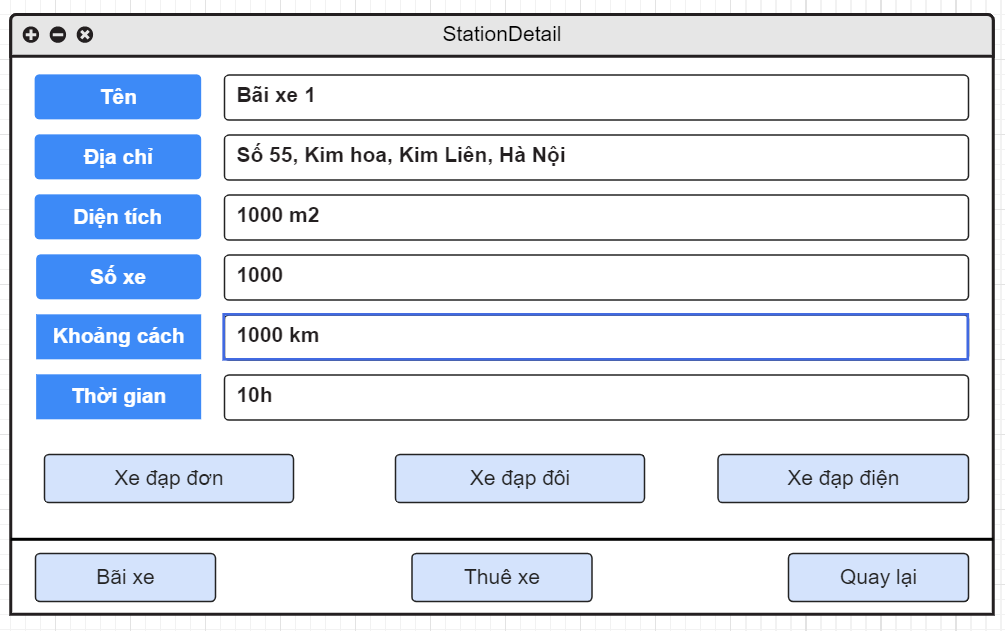 StationDetail
Tên
Bãi xe 1
Địa chỉ
Số 55, Kim hoa, Kim Liên, Hà Nội
Diện tích
1000 m2
Số xe
1000
Khoảng cách
1000 km
Thời gian
10h
Xe đạp đơn
Xe đạp đôi
Xe đạp điện
Bãi xe
Thuê xe
Quay lại